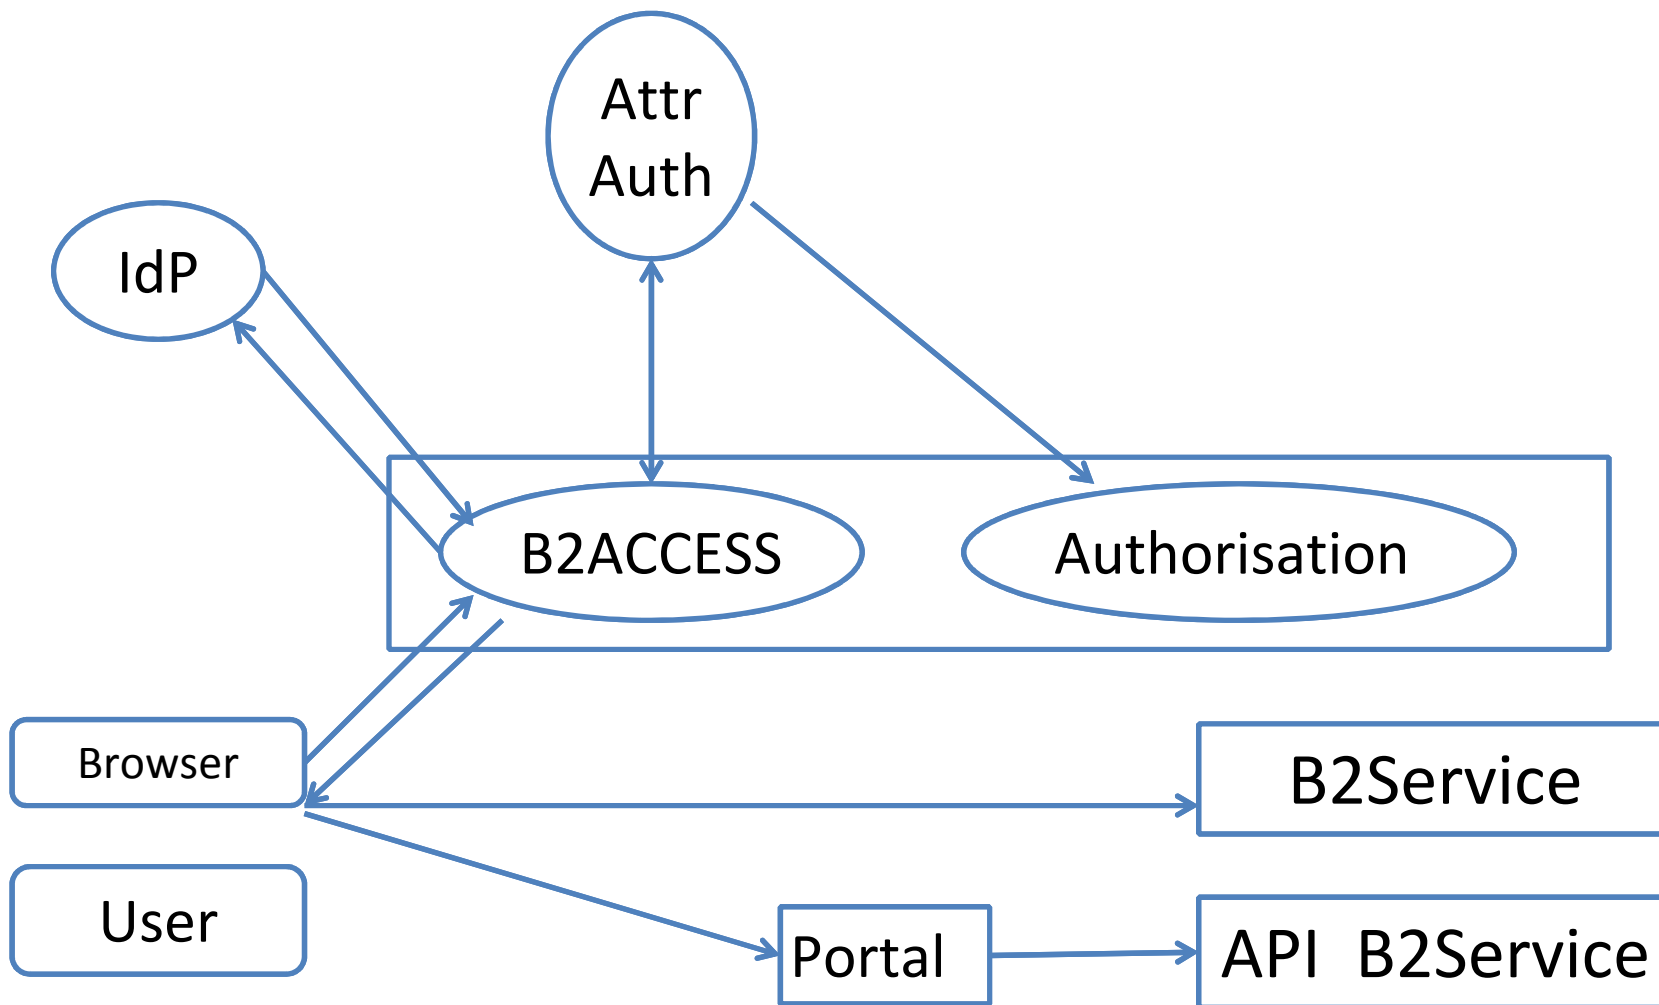 Attr
Auth
IdP
B2ACCESS
Authorisation
Browser
B2Service
User
Portal
API B2Service